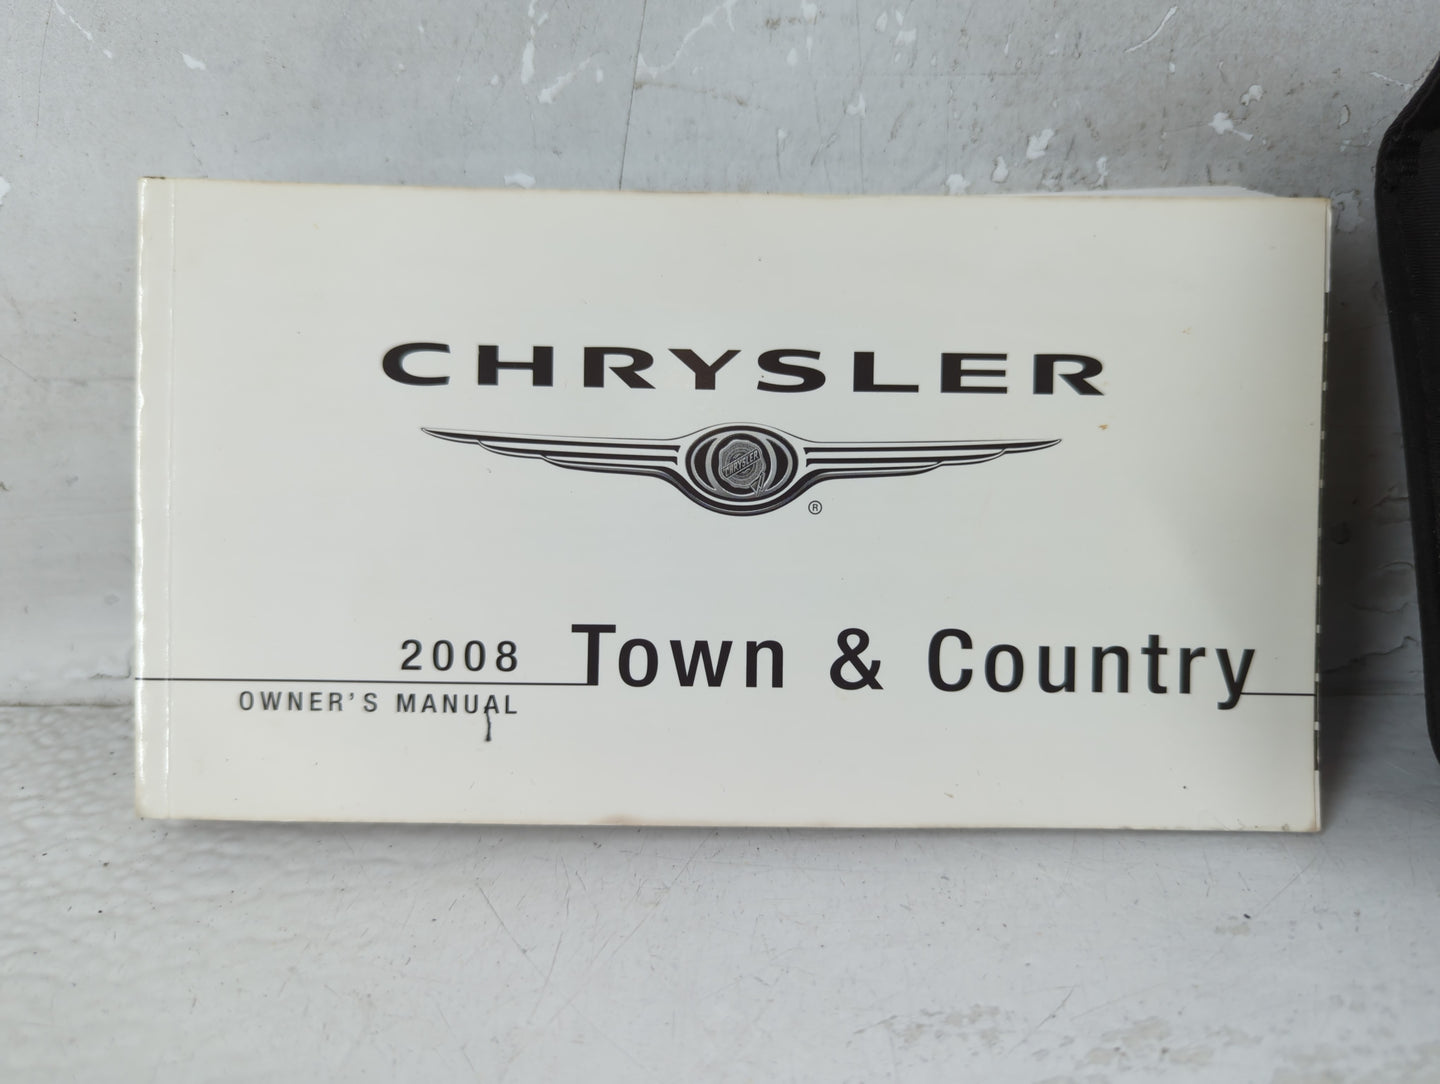 CHRYSLER
CHRYSLER
®
2008 Town & Country
OWNER'S MANUAL